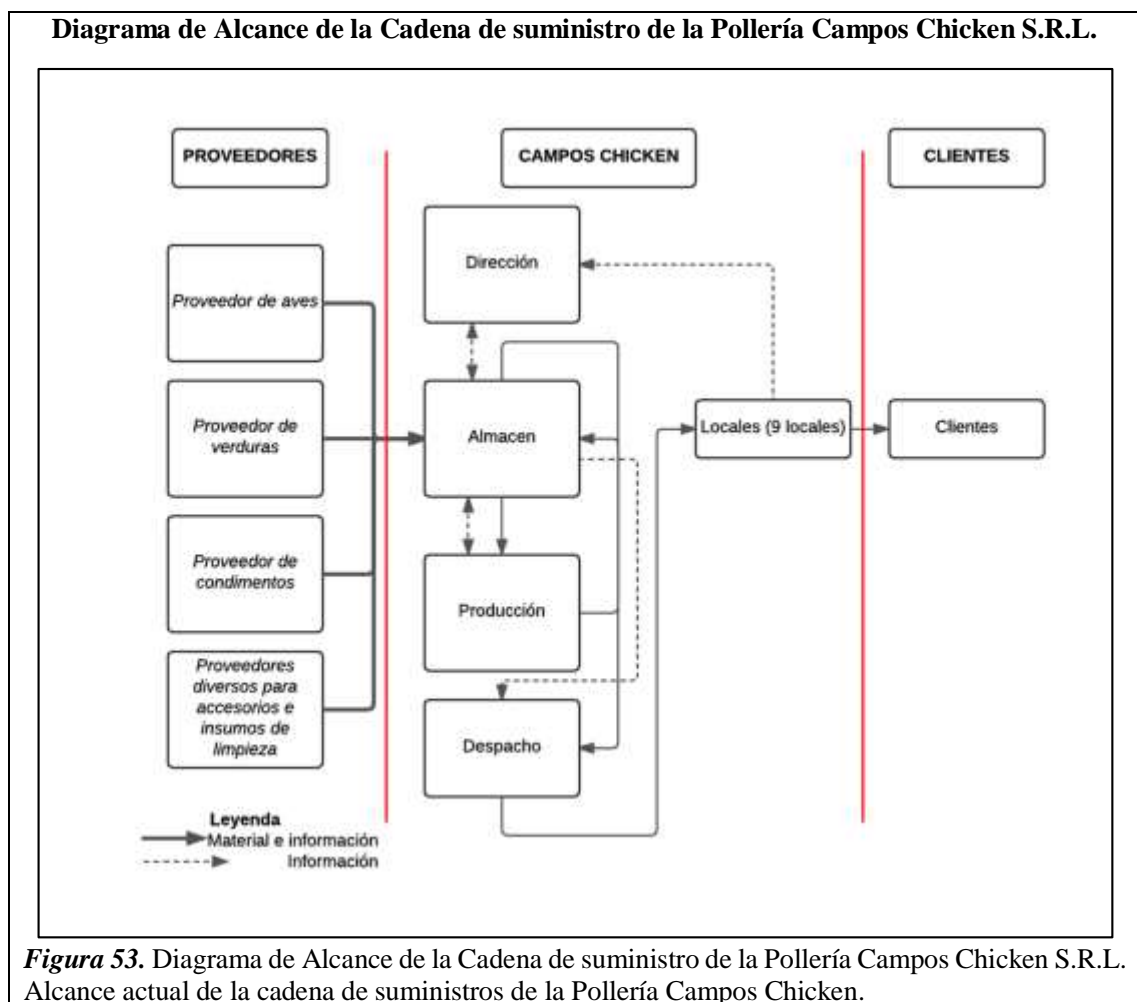 Diagrama de Alcance de la Cadena de suministro de la Pollería Campos Chicken S.R.L.
PROVEEDORES
CAMPOS CHICKEN
CLIENTES
Proveedor de aves
Proveedor de
verduras
Proveedor de
condimentos
Proveedores
diversos para
accesorios e
insumos de
limpieza
Dirección
Almacen
Producción
Despacho
Locales (9 locales)
Clientes
Leyenda
Material e información
Información
Figura 53. Diagrama de Alcance de la Cadena de suministro de la Pollería Campos Chicken S.R.L.
Alcance actual de la cadena de suministros de la Pollería Campos Chicken.